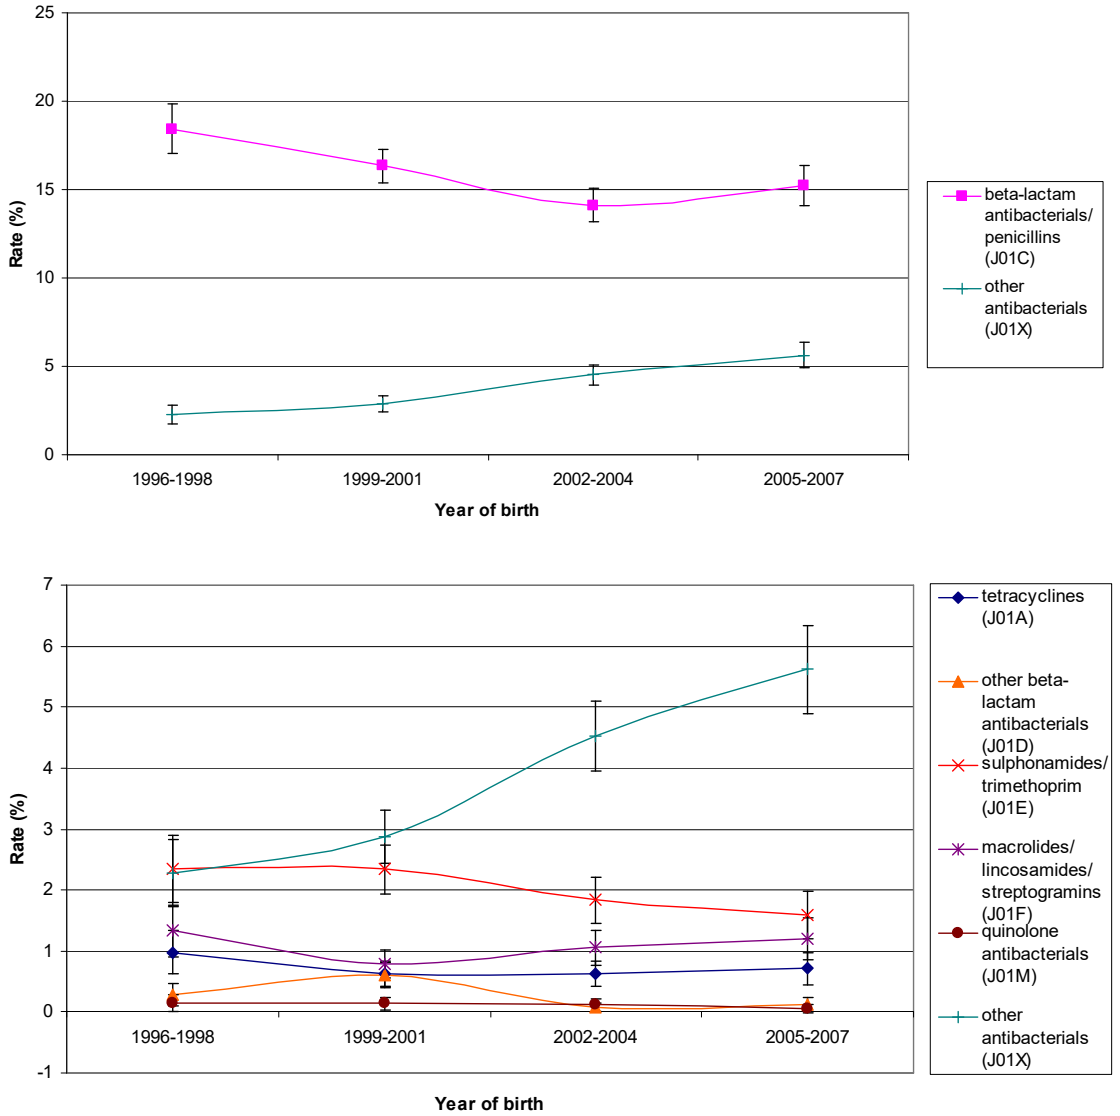 25
20
15
10
5
0
Rate (%)
1996-1998
1999-2001
2002-2004
2005-2007
Year of birth
beta-lactam
antibacterials/
penicillins
(J01C)
other
antibacterials
(J01X)
7
6
5
4
3
2
1
0
-1
Rate (%)
1996-1998
1999-2001
2002-2004
2005-2007
Year of birth
tetracyclines
(J01A)
other beta-
lactam
antibacterials
(J01D)
sulphonamides/
trimethoprim
(J01E)
macrolides/
lincosamides/
streptogramins
(J01F)
quinolone
antibacterials
(J01M)
other
antibacterials
(J01X)